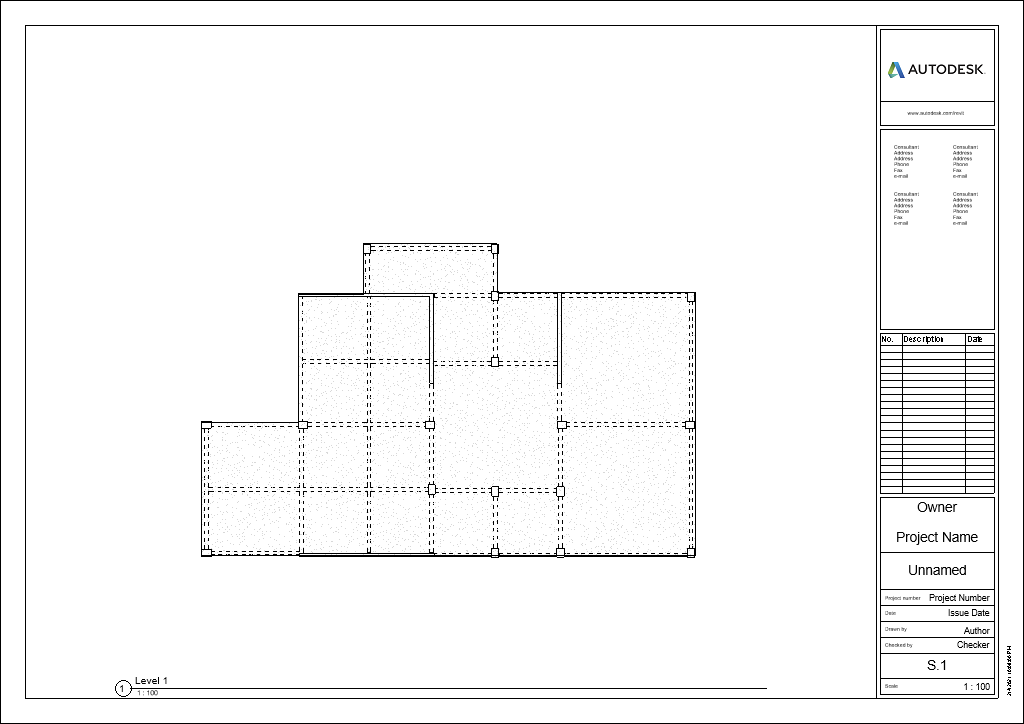 AUTODESK.
www.autodesk.com/revit
Consultant
Address
Address
Phone
Fax
e-mail
Consultant
Address
Address
Phone
Fax
e-mail
Consultant
Address
Address
Phone
Fax
e-mail
Consultant
Address
Address
Phone
Fax
e-mail
No. Description Date
Owner
Project Name
Unnamed
Project number Project Number
Date Issue Date
Drawn by Author
Checked by Checker
S.1
Scale 1 : 100
1 Level 1
1 : 100